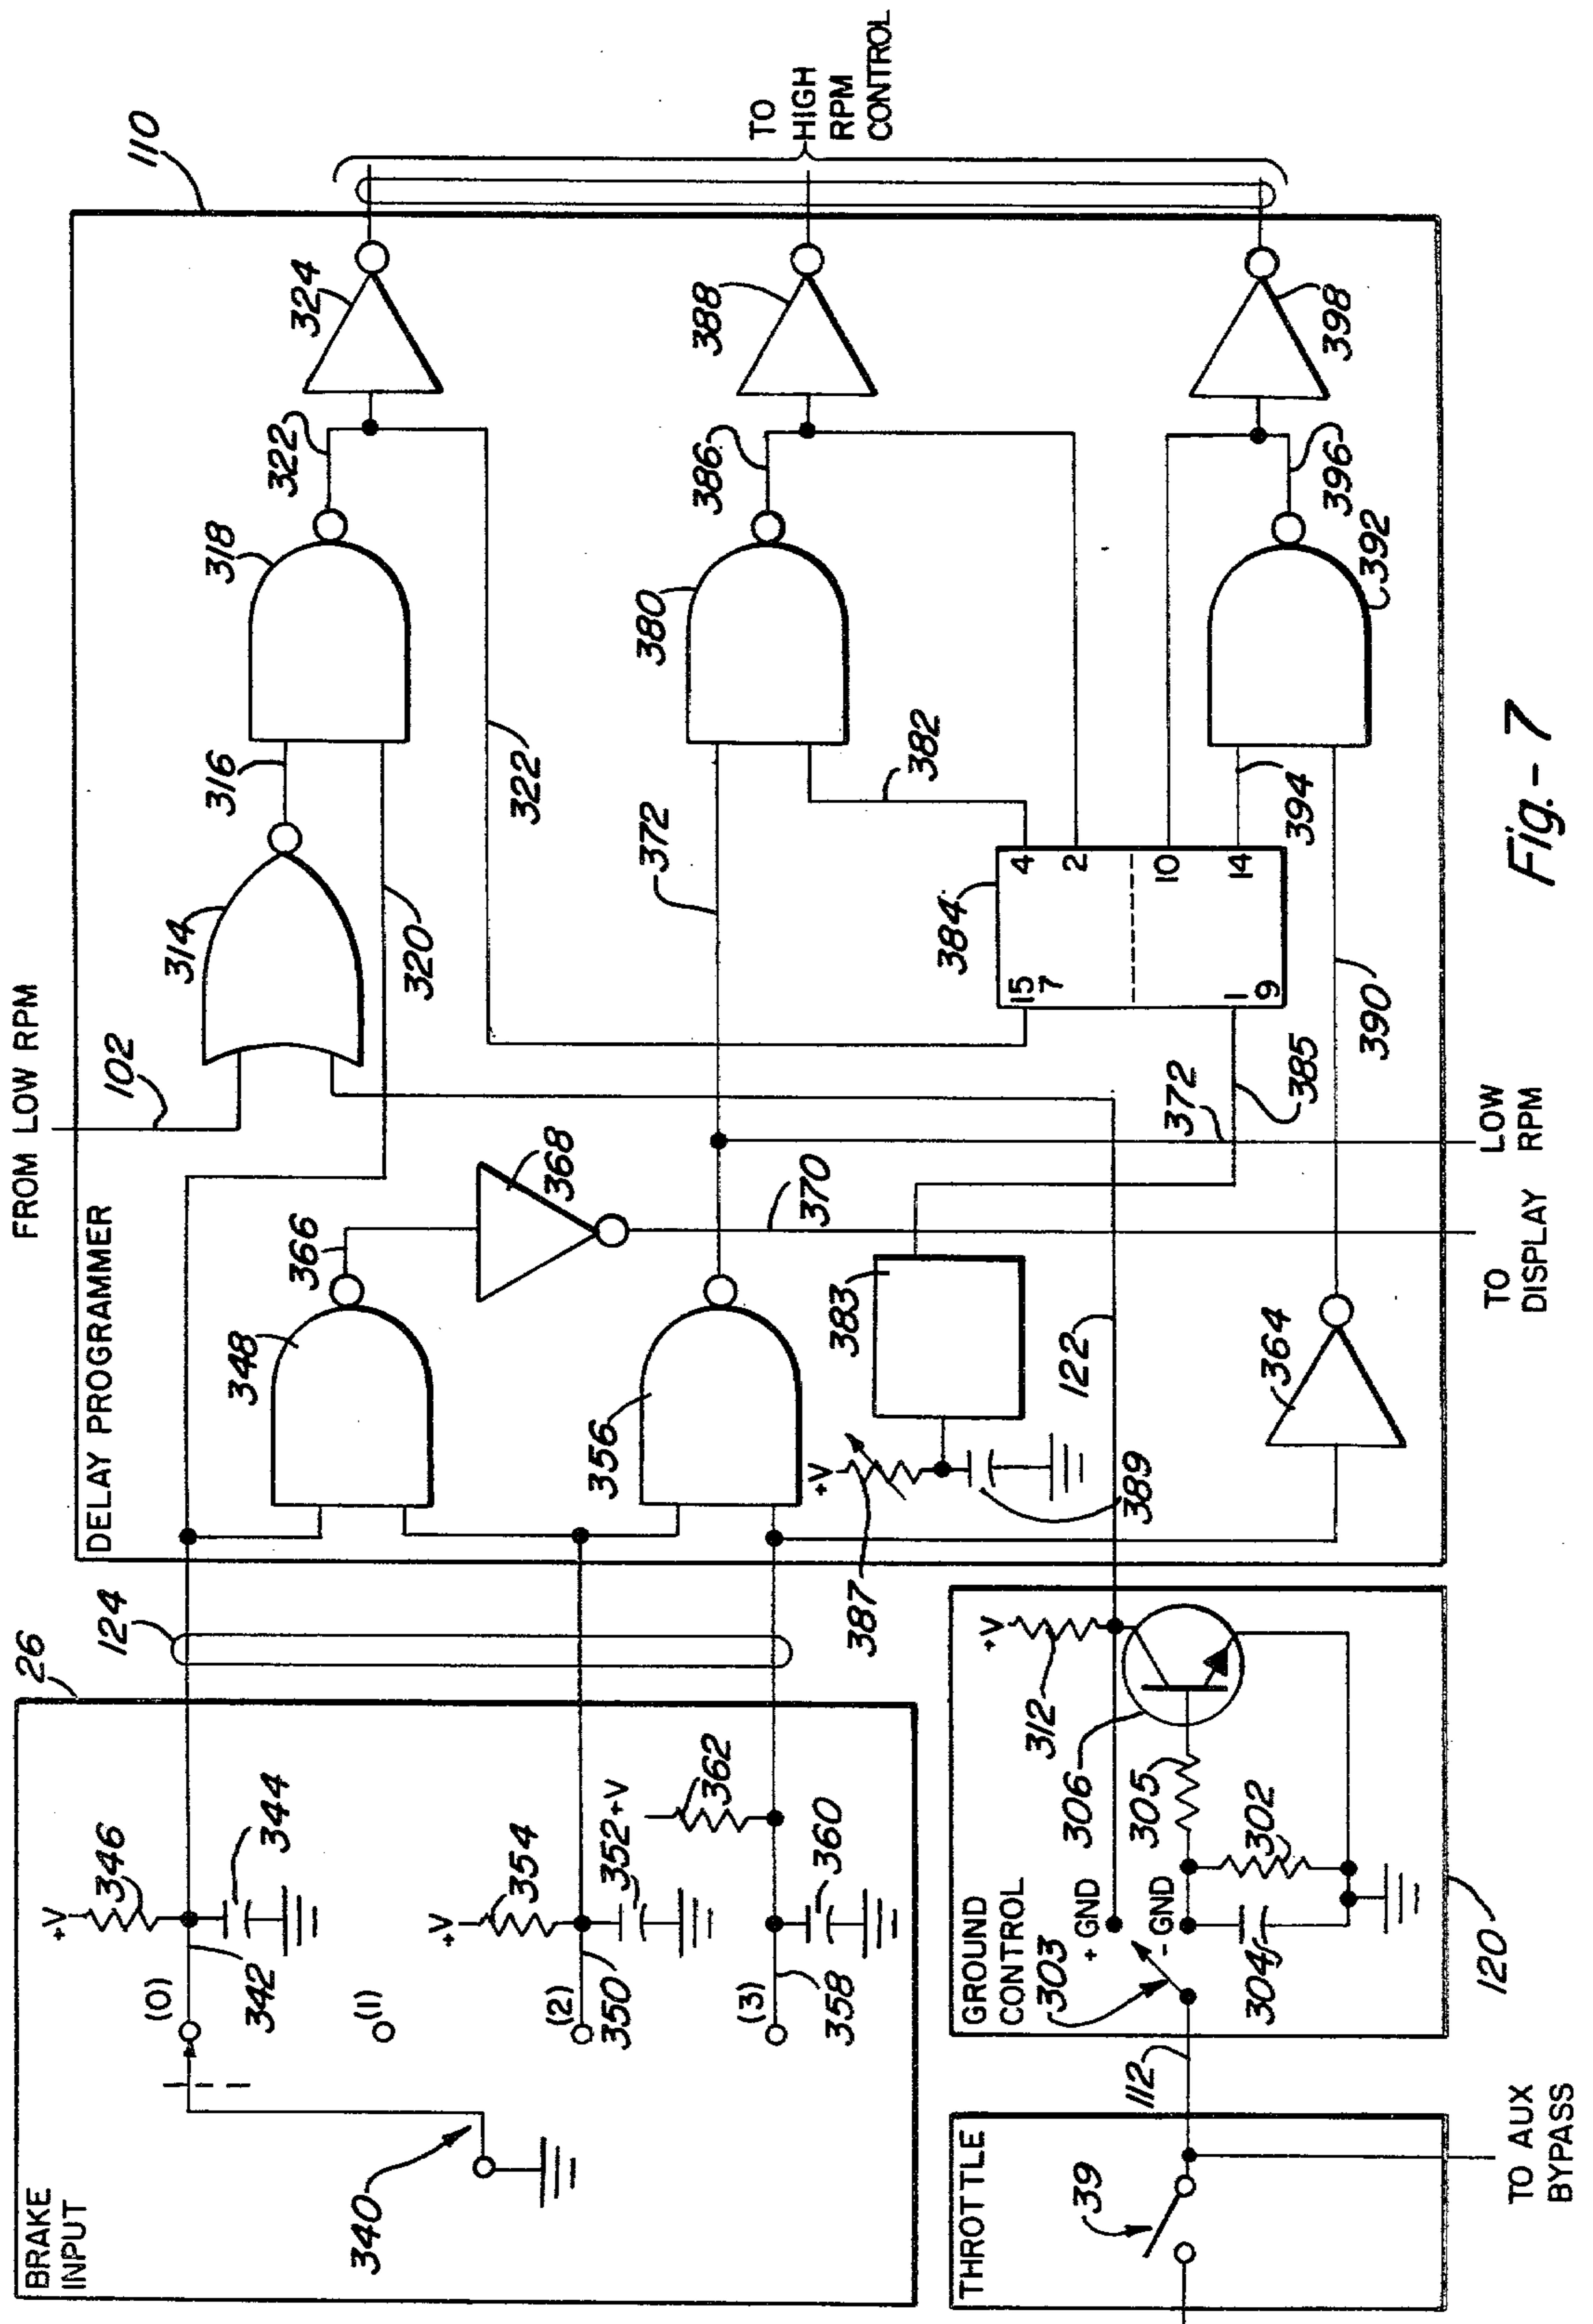 BRAKE
INPUT
26
124
+V
346
344
(0)
342
(1)
+V
354
352
+V
(2)
350
362
(3)
358
360
340
DELAY PROGRAMMER
110
FROM LOW RPM
102
314
316
318
320
322
324
322
348
366
368
370
356
372
372
380
382
386
388
383
384
15
7
1
9
4
2
10
14
385
+V
387
389
122
364
390
392
394
396
398
TO
HIGH
RPM
CONTROL
TO
DISPLAY
LOW
RPM
THROTTLE
39
TO AUX
BYPASS
112
GROUND
CONTROL
303
+ GND
- GND
304
302
305
306
312
+V
120
Fig.- 7